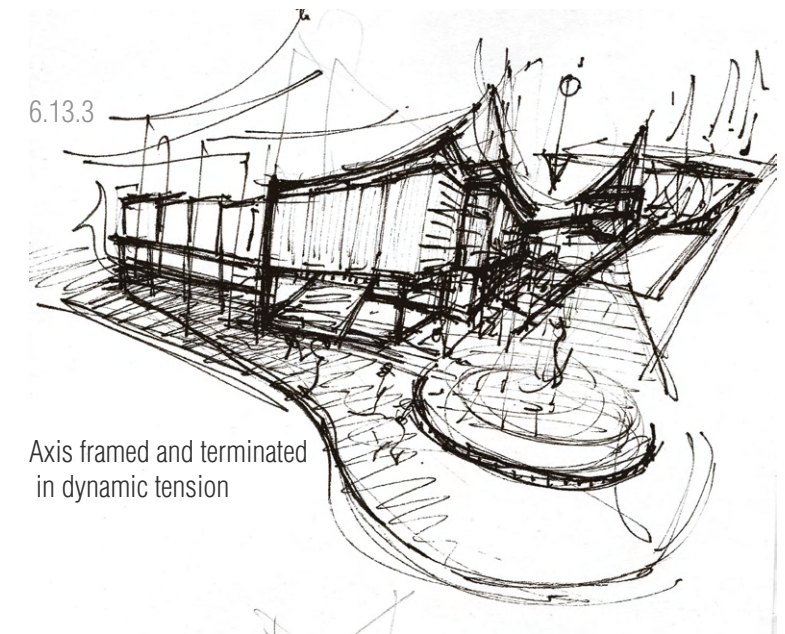 6.13.3
Axis framed and terminated
in dynamic tension